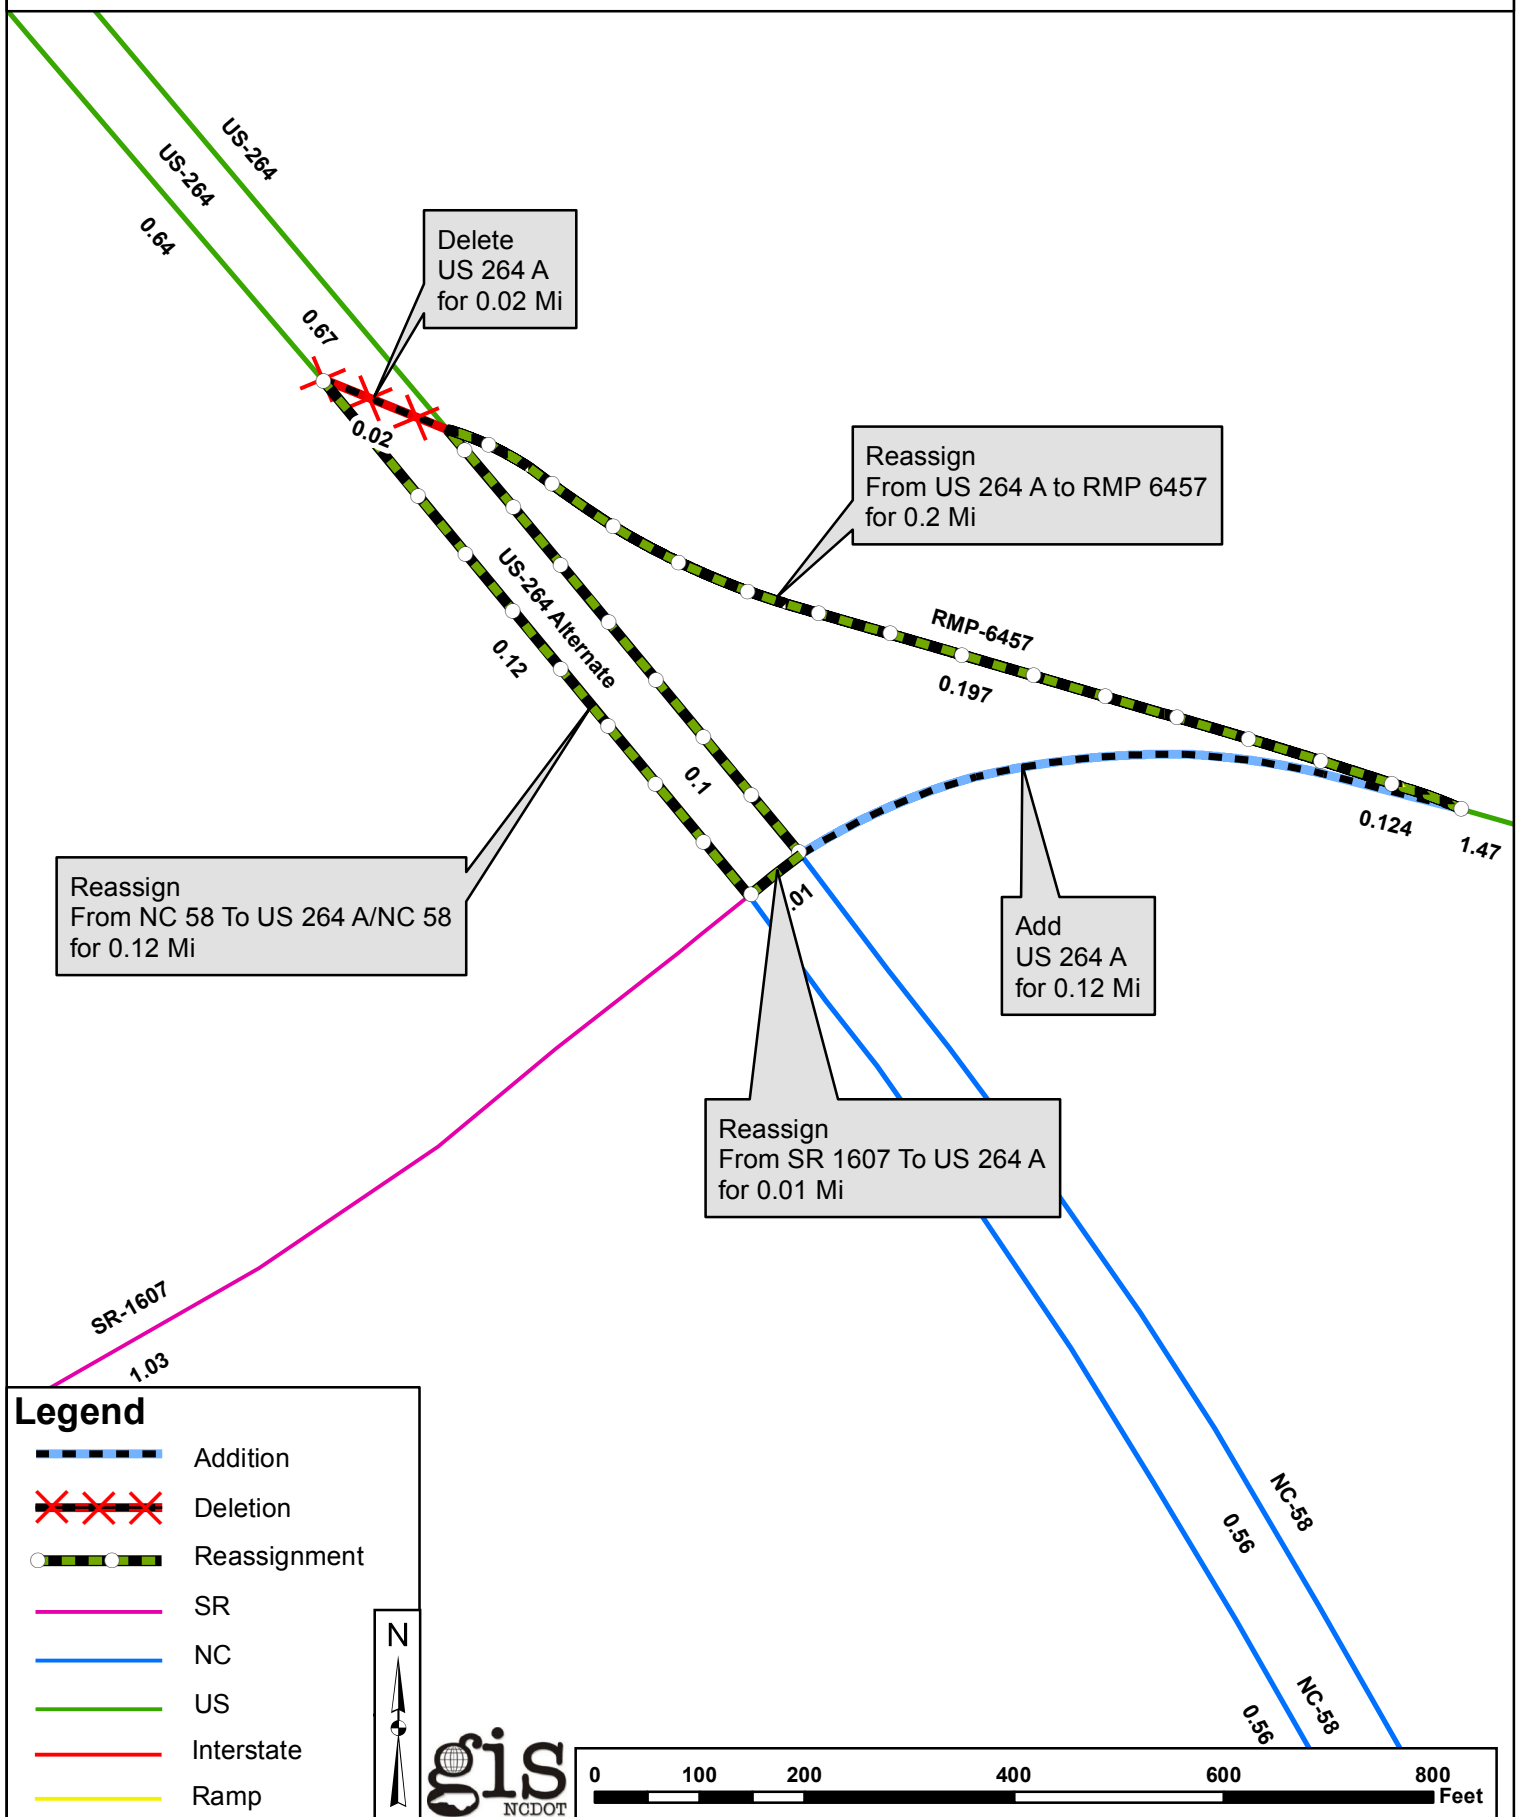 US-264
US-264
0.64
0.67
Delete
US 264 A
for 0.02 Mi
0.02
Reassign
From US 264 A to RMP 6457
for 0.2 Mi
US-264 Alternate
0.12
RMP-6457
0.197
0.1
0.124
1.47
Reassign
From NC 58 To US 264 A/NC 58
for 0.12 Mi
.01
Add
US 264 A
for 0.12 Mi
Reassign
From SR 1607 To US 264 A
for 0.01 Mi
SR-1607
1.03
NC-58
0.56
NC-58
0.56
Legend
Addition
Deletion
Reassignment
SR
NC
US
Interstate
Ramp
N
gis
NCDOT
0 100 200 400 600 800
Feet